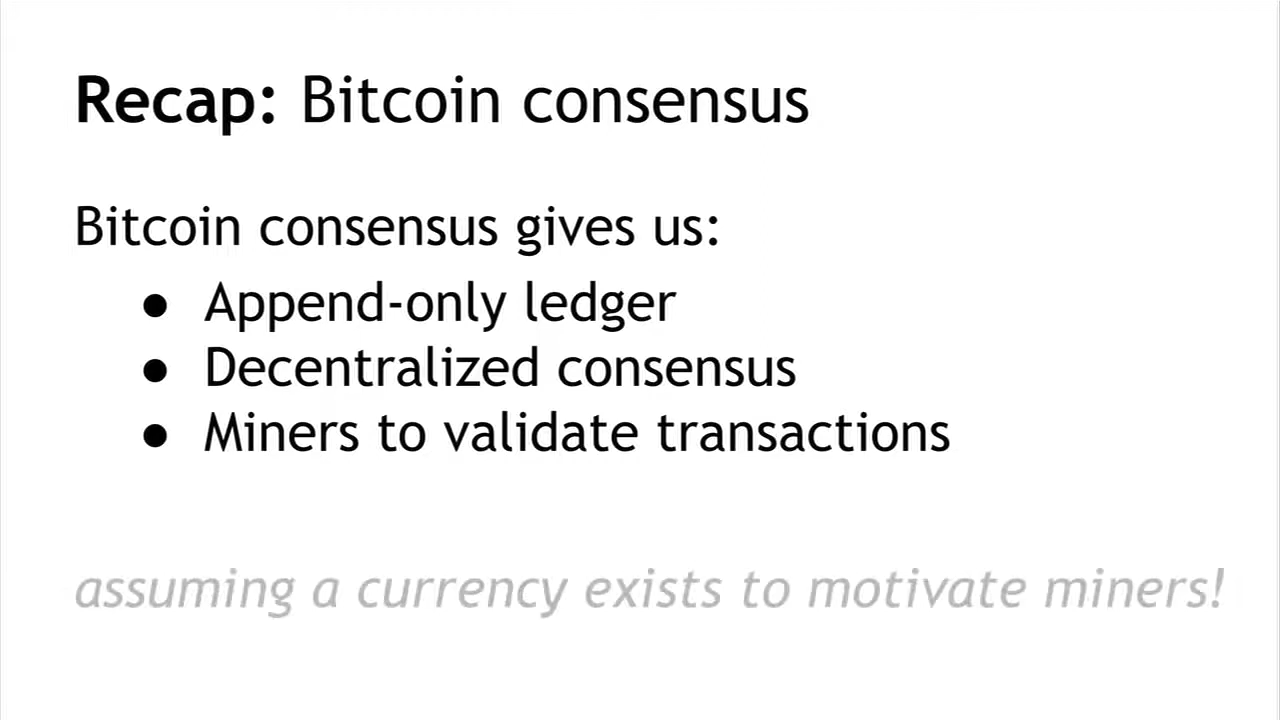 Recap: Bitcoin consensus
Bitcoin consensus gives us:
● Append-only ledger
● Decentralized consensus
● Miners to validate transactions
assuming a currency exists to motivate miners!